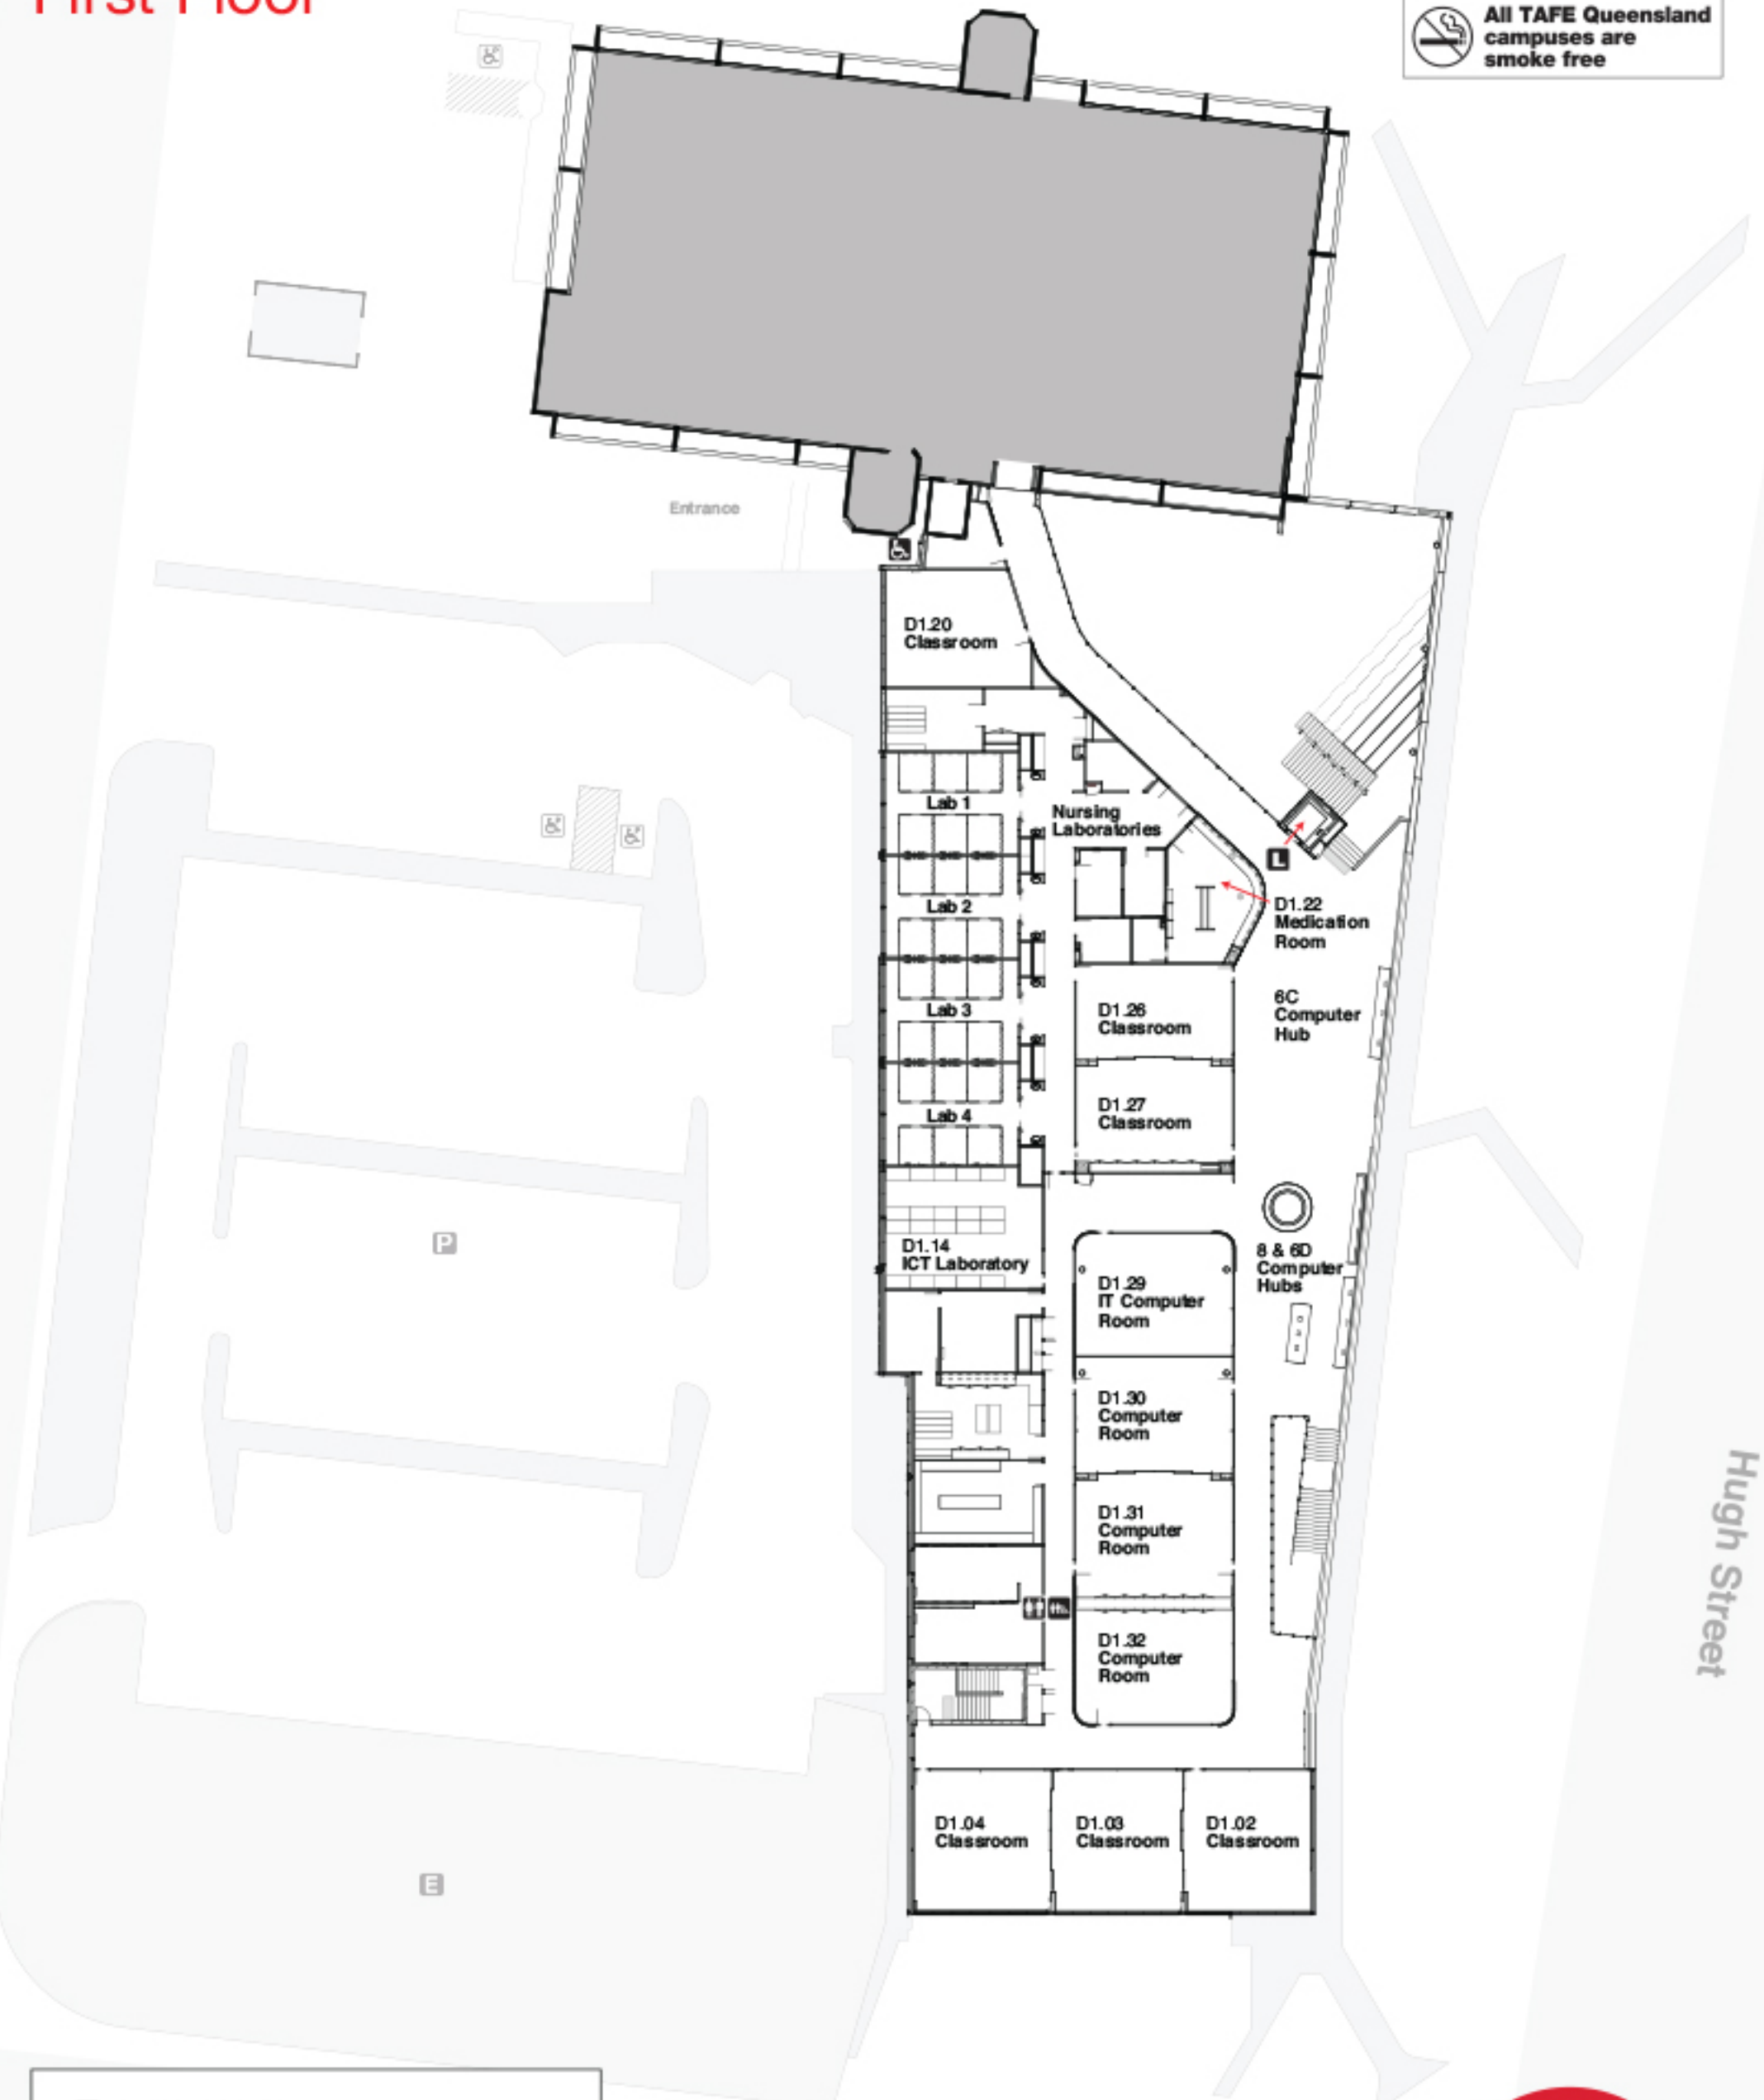 First Floor
All TAFE Queensland
campuses are
smoke free
Entrance
D1.20
Classroom
Lab 1
Nursing
Laboratories
L
Lab 2
D1.22
Medication
Room
Lab 3
D1.26
Classroom
6C
Computer
Hub
Lab 4
D1.27
Classroom
P
D1.14
ICT Laboratory
8 & 6D
Computer
Hubs
D1.29
IT Computer
Room
D1.30
Computer
Room
D1.31
Computer
Room
Hugh Street
D1.32
Computer
Room
D1.04
Classroom
D1.03
Classroom
D1.02
Classroom
E